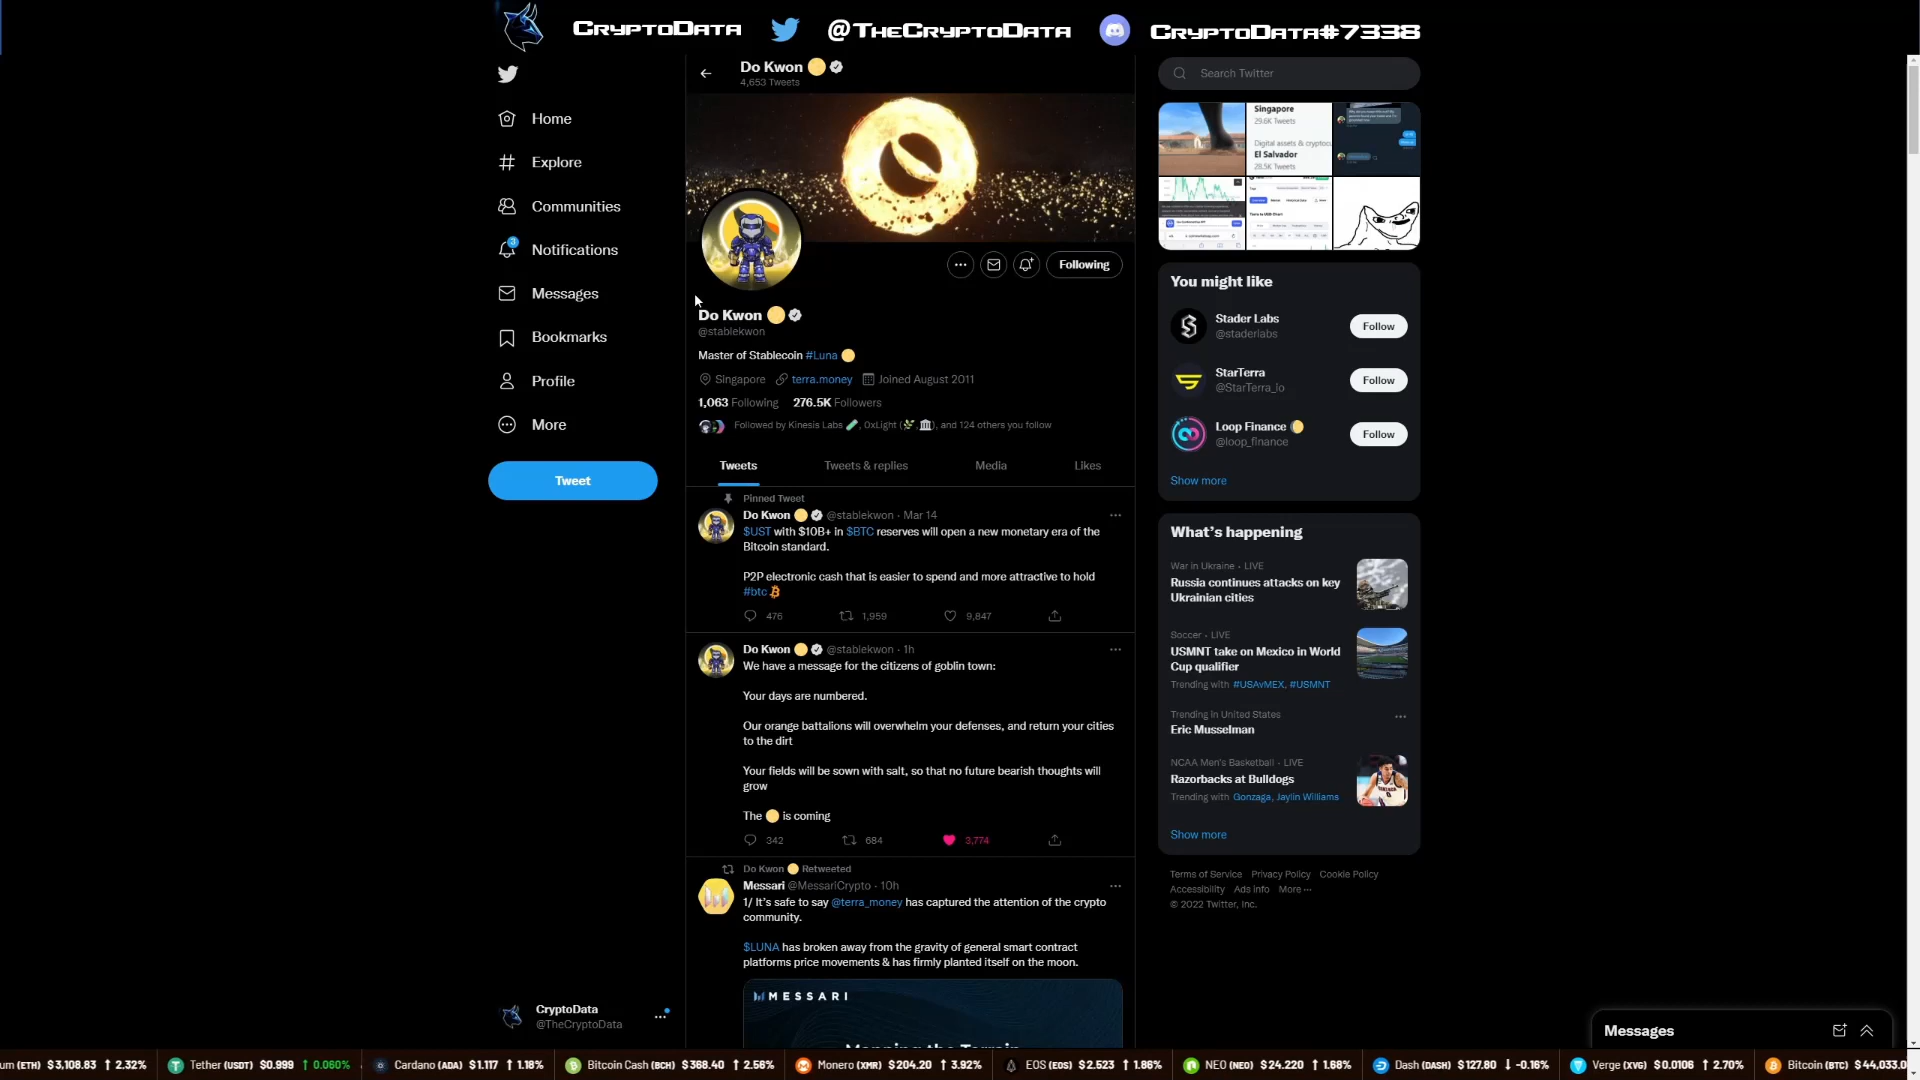 CryptoData @TheCryptoData CryptoData#7338
Do Kwon
4,653 Tweets
Home
Explore
Communities
3
Notifications
Messages
Bookmarks
Profile
More
Tweet
Following
Do Kwon
@stablekwon
Master of Stablecoin #Luna
Singapore terra.money Joined August 2011
1,063 Following 276.5K Followers
Followed by Kinesis Labs, 0xLight ( , and 124 others you follow
Tweets Tweets & replies Media Likes
Pinned Tweet
Do Kwon @stablekwon · Mar 14
$UST with $10B+ in $BTC reserves will open a new monetary era of the
Bitcoin standard.
P2P electronic cash that is easier to spend and more attractive to hold
#btc
476 1,959 9,847
Do Kwon @stablekwon · 1h
We have a message for the citizens of goblin town:
Your days are numbered.
Our orange battalions will overwhelm your defenses, and return your cities
to the dirt
Your fields will be sown with salt, so that no future bearish thoughts will
grow
The is coming
342 684 3,774
Do Kwon Retweeted
Messari @MessariCrypto · 10h
1/ It's safe to say @terra_money has captured the attention of the crypto
community.
$LUNA has broken away from the gravity of general smart contract
platforms price movements & has firmly planted itself on the moon.
MESSARI
Mapping the Terrain
CryptoData
@TheCryptoData
Search Twitter
Singapore
29.6K Tweets
Digital assets & cryptocu
El Salvador
28.5K Tweets
You might like
Stader Labs
@staderlabs
Follow
StarTerra
@StarTerra_io
Follow
Loop Finance
@loop_finance
Follow
Show more
What's happening
War in Ukraine · LIVE
Russia continues attacks on key
Ukrainian cities
Soccer · LIVE
USMNT take on Mexico in World
Cup qualifier
Trending with #USAvMEX, #USMNT
Trending in United States
Eric Musselman
NCAA Men's Basketball · LIVE
Razorbacks at Bulldogs
Trending with Gonzaga, Jaylin Williams
Show more
Terms of Service Privacy Policy Cookie Policy
Accessibility Ads info More ···
© 2022 Twitter, Inc.
Messages
um (ETH) $3,108.83 ↑ 2.32% Tether (USDT) $0.999 ↑ 0.060% Cardano (ADA) $1.117 ↑ 1.18% Bitcoin Cash (BCH) $368.40 ↑ 2.56% Monero (XMR) $204.20 ↑ 3.92% EOS (EOS) $2.523 ↑ 1.86% NEO (NEO) $24.220 ↑ 1.68% Dash (DASH) $127.80 ↓ -0.16% Verge (XVG) $0.0106 ↑ 2.70% Bitcoin (BTC) $44,033.0